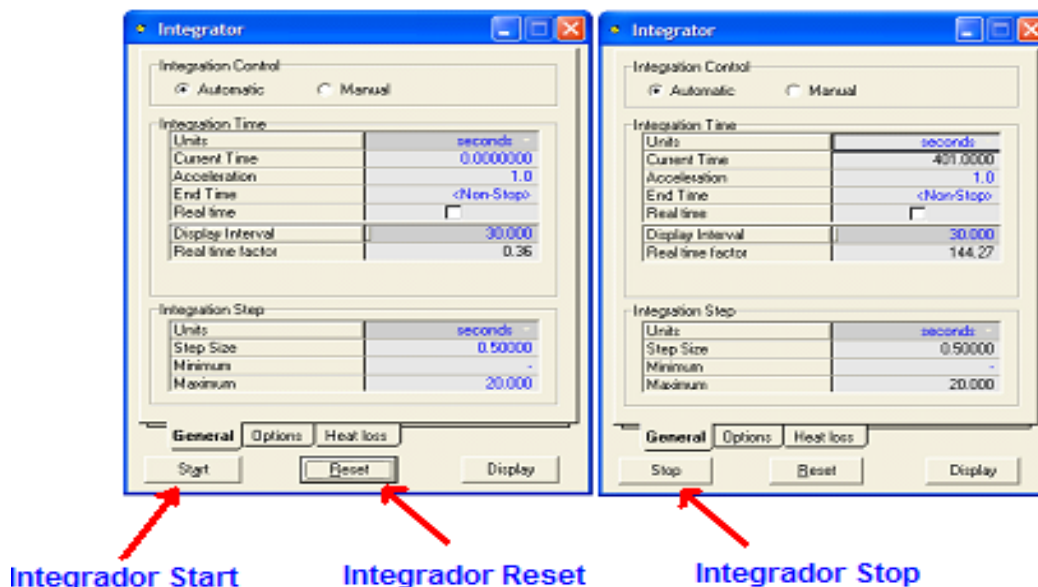 Integrator
Integration Control
Automatic Manual
Integration Time
Units seconds
Current Time 0.0000000
Acceleration 1.0
End Time <Non-Stop>
Real time
Display Interval 30.000
Real time factor 0.36
Integration Step
Units seconds
Step Size 0.50000
Minimum -
Maximum 20.000
General Options Heat loss
Start Reset Display
Integrator
Integration Control
Automatic Manual
Integration Time
Units seconds
Current Time 401.0000
Acceleration 1.0
End Time <Non-Stop>
Real time
Display Interval 30.000
Real time factor 144.27
Integration Step
Units seconds
Step Size 0.50000
Minimum -
Maximum 20.000
General Options Heat loss
Stop Reset Display
Integrador Start
Integrador Reset
Integrador Stop